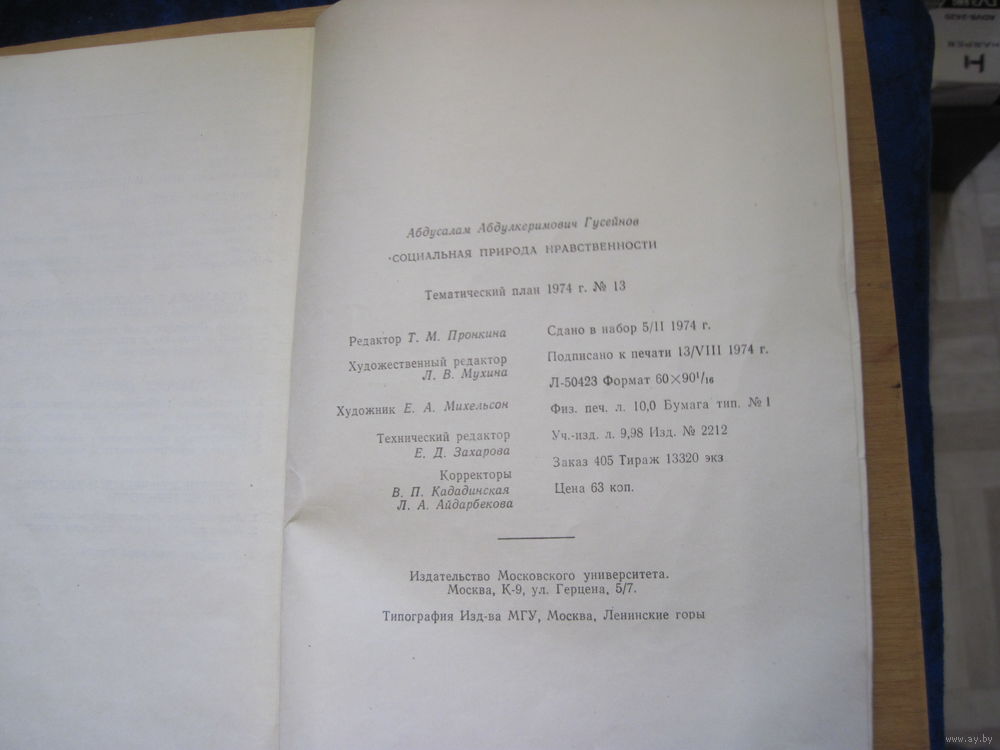 Абдусалам Абдулкеримович Гусейнов
СОЦИАЛЬНАЯ ПРИРОДА НРАВСТВЕННОСТИ
Тематический план 1974 г. № 13
Редактор Т. М. Пронкина
Художественный редактор
Л. В. Мухина
Художник Е. А. Михельсон
Технический редактор
Е. Д. Захарова
Корректоры
В. П. Кададинская
Л. А. Айдарбекова
Сдано в набор 5/II 1974 г.
Подписано к печати 13/VIII 1974 г.
Л-50423 Формат 60×90¹/₁₆
Физ. печ. л. 10,0 Бумага тип. № 1
Уч.-изд. л. 9,98 Изд. № 2212
Заказ 405 Тираж 13320 экз
Цена 63 коп.
Издательство Московского университета.
Москва, К-9, ул. Герцена, 5/7.
Типография Изд-ва МГУ, Москва, Ленинские горы
HARPER
ADVB-2420
www.ay.by